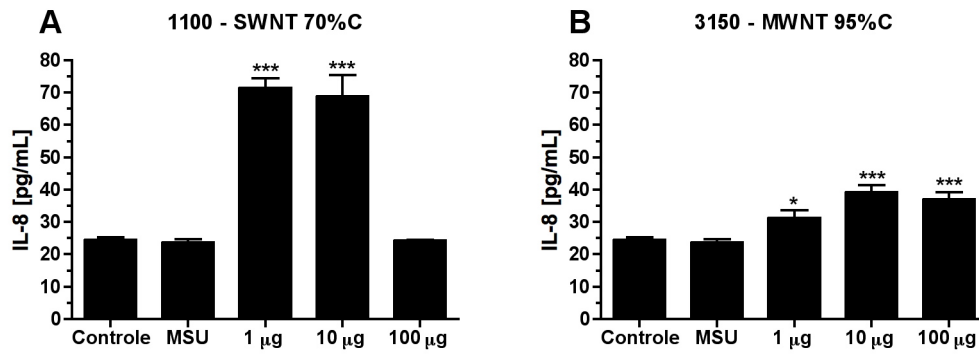 A
1100 - SWNT 70%C
IL-8 [pg/mL]
80
70
60
50
40
30
20
10
0
***
***
Controle MSU 1 μg 10 μg 100 μg
B
3150 - MWNT 95%C
IL-8 [pg/mL]
80
70
60
50
40
30
20
10
0
*
***
***
Controle MSU 1 μg 10 μg 100 μg